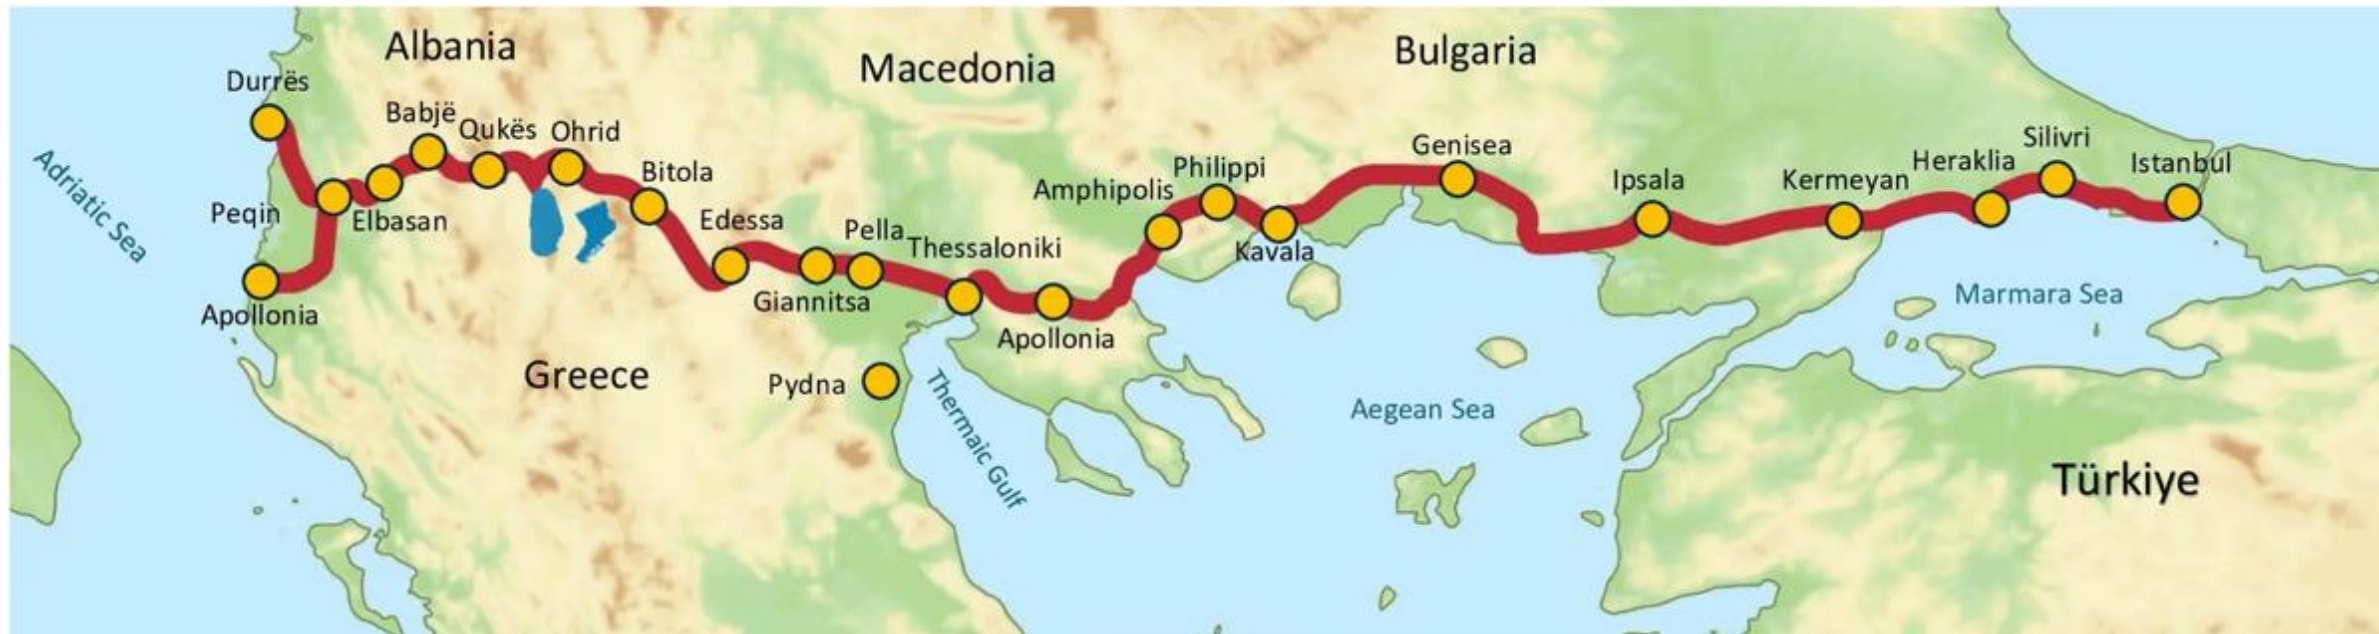 Albania
Macedonia
Bulgaria
Durrës
Babjë
Qukës
Ohrid
Bitola
Peqin
Elbasan
Edessa
Pella
Thessaloniki
Giannitsa
Apollonia
Apollonia
Amphipolis
Philippi
Kavala
Genisea
Ipsala
Kermeyan
Heraklia
Silivri
Istanbul
Adriatic Sea
Greece
Pydna
Thermaic Gulf
Aegean Sea
Marmara Sea
Türkiye